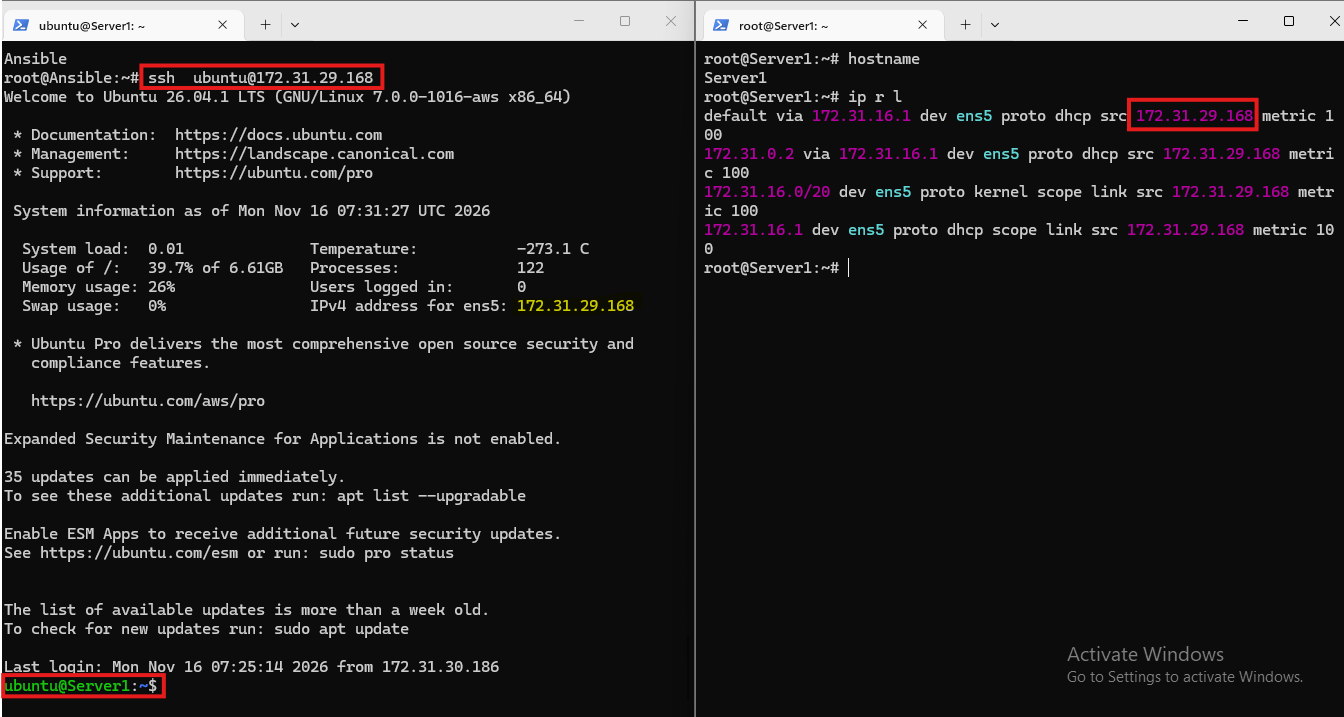 ubuntu@Server1: ~
Ansible
root@Ansible:~# ssh  ubuntu@172.31.29.168
Welcome to Ubuntu 26.04.1 LTS (GNU/Linux 7.0.0-1016-aws x86_64)
* Documentation:  https://docs.ubuntu.com
* Management:     https://landscape.canonical.com
* Support:        https://ubuntu.com/pro
System information as of Mon Nov 16 07:31:27 UTC 2026
System load:  0.01               Temperature:           -273.1 C
Usage of /:   39.7% of 6.61GB   Processes:             122
Memory usage: 26%                Users logged in:       0
Swap usage:   0%                 IPv4 address for ens5: 172.31.29.168
* Ubuntu Pro delivers the most comprehensive open source security and
compliance features.
https://ubuntu.com/aws/pro
Expanded Security Maintenance for Applications is not enabled.
35 updates can be applied immediately.
To see these additional updates run: apt list --upgradable
Enable ESM Apps to receive additional future security updates.
See https://ubuntu.com/esm or run: sudo pro status
The list of available updates is more than a week old.
To check for new updates run: sudo apt update
Last login: Mon Nov 16 07:25:14 2026 from 172.31.30.186
ubuntu@Server1:~$
root@Server1: ~
root@Server1:~# hostname
Server1
root@Server1:~# ip r l
default via 172.31.16.1 dev ens5 proto dhcp src 172.31.29.168 metric 1
00
172.31.0.2 via 172.31.16.1 dev ens5 proto dhcp src 172.31.29.168 metri
c 100
172.31.16.0/20 dev ens5 proto kernel scope link src 172.31.29.168 metr
ic 100
172.31.16.1 dev ens5 proto dhcp scope link src 172.31.29.168 metric 10
0
root@Server1:~#
Activate Windows
Go to Settings to activate Windows.